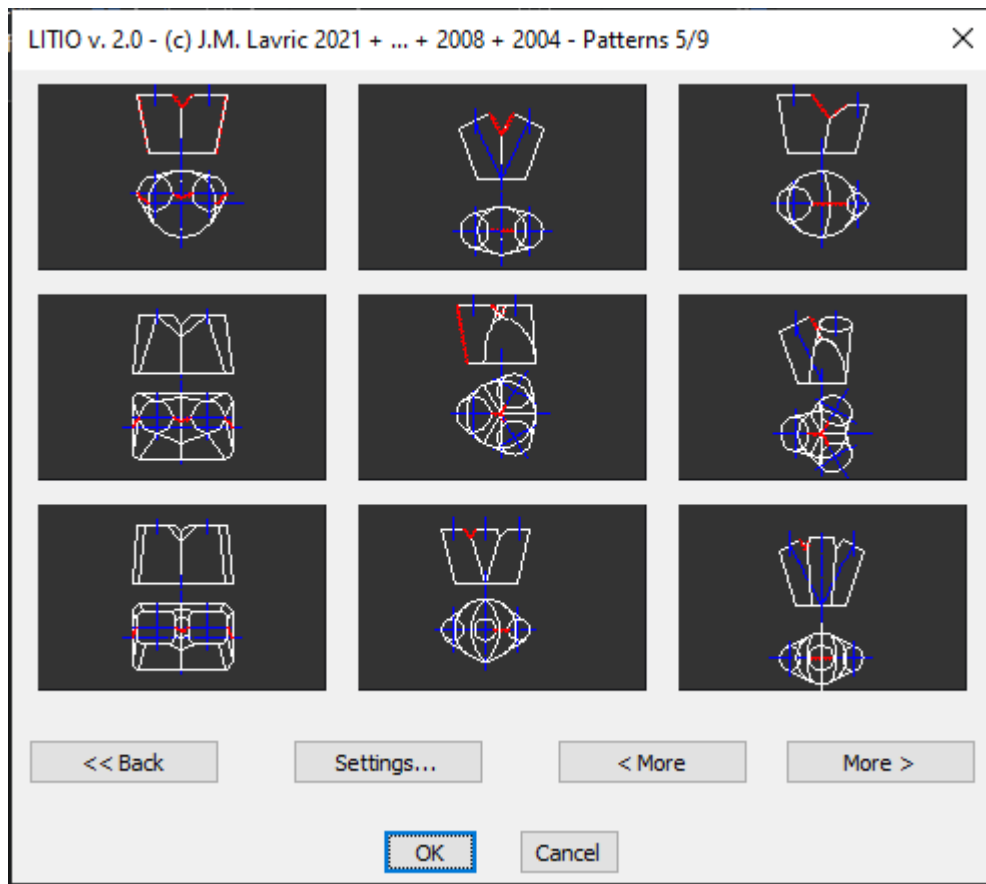 LITIO v. 2.0 - (c) J.M. Lavric 2021 + ... + 2008 + 2004 - Patterns 5/9
<< Back
Settings...
< More
More >
OK
Cancel